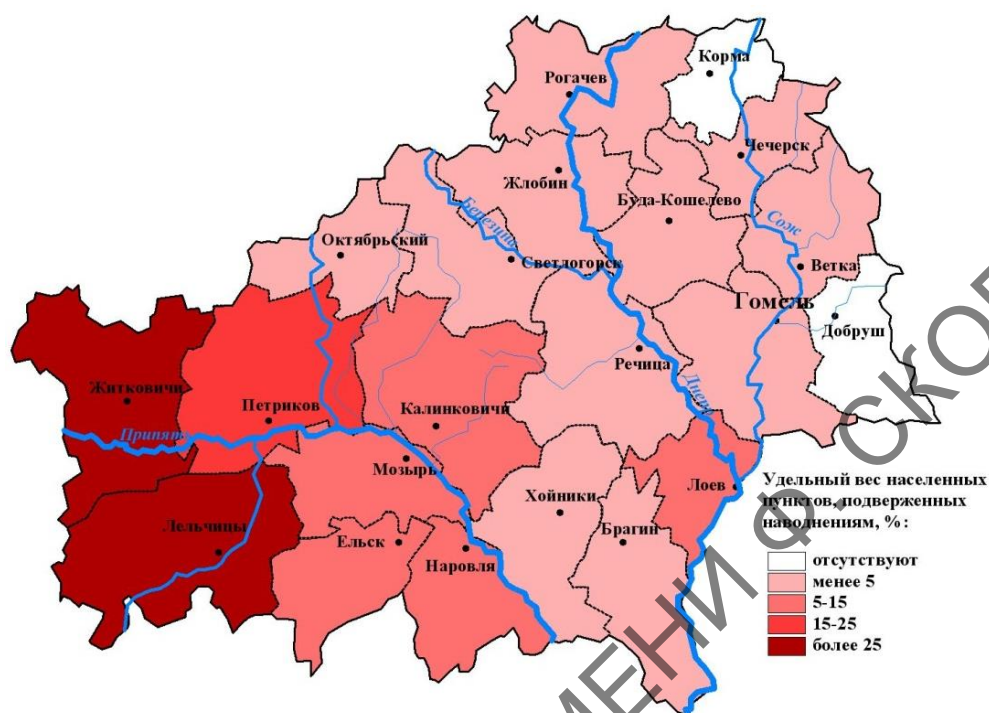 Корма
Рогачев
Чечерск
Жлобин
Буда-Кошелево
Березина
Сож
Октябрьский
Светлогорск
Ветка
Гомель
Добруш
Речица
Житковичи
Днепр
Петриков
Калинковичи
Припять
Мозырь
Лоев
Удельный вес населенных
пунктов, подверженных
наводнениям, %:
Хойники
Лельчицы
Брагин
Ельск
Наровля
отсутствуют
менее 5
5-15
15-25
более 25
МЕНИ Ф. СКОР